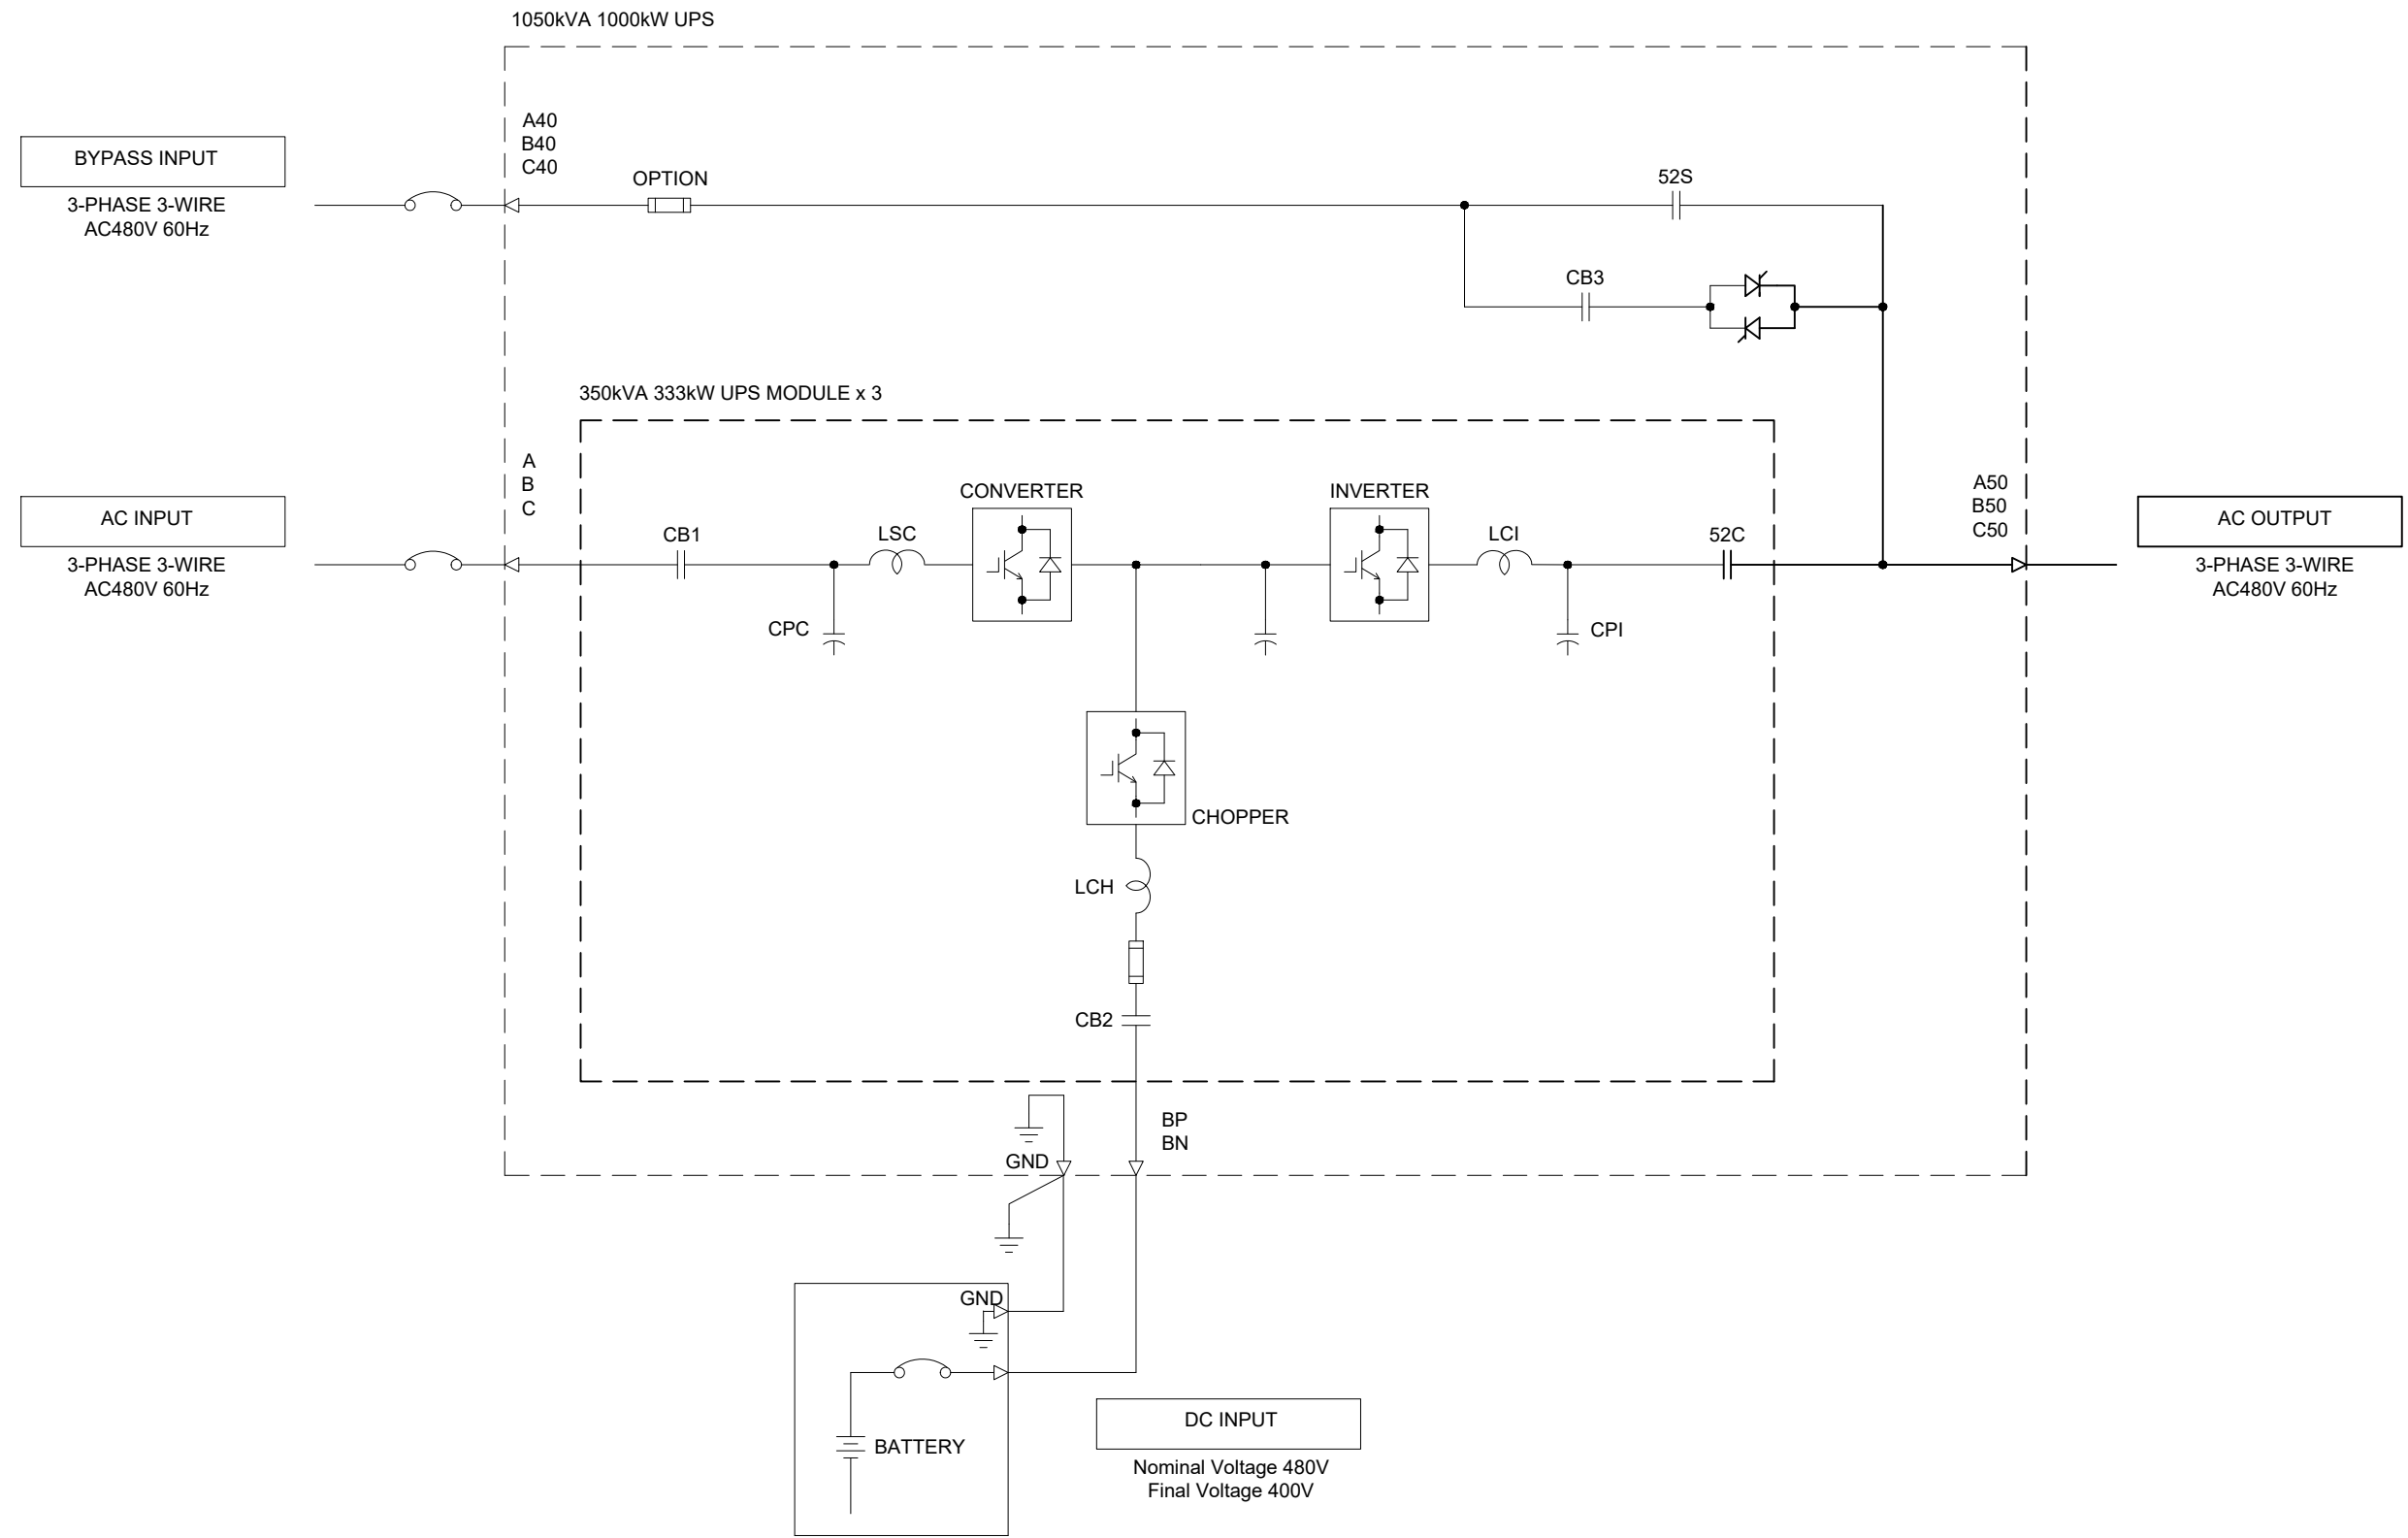 1050kVA 1000kW UPS
A40
B40
C40
BYPASS INPUT
3-PHASE 3-WIRE
AC480V 60Hz
OPTION
52S
CB3
350kVA 333kW UPS MODULE x 3
A
B
C
AC INPUT
3-PHASE 3-WIRE
AC480V 60Hz
CB1
LSC
CONVERTER
CPC
INVERTER
LCI
CPI
52C
A50
B50
C50
AC OUTPUT
3-PHASE 3-WIRE
AC480V 60Hz
CHOPPER
LCH
CB2
BP
BN
GND
GND
BATTERY
DC INPUT
Nominal Voltage 480V
Final Voltage 400V